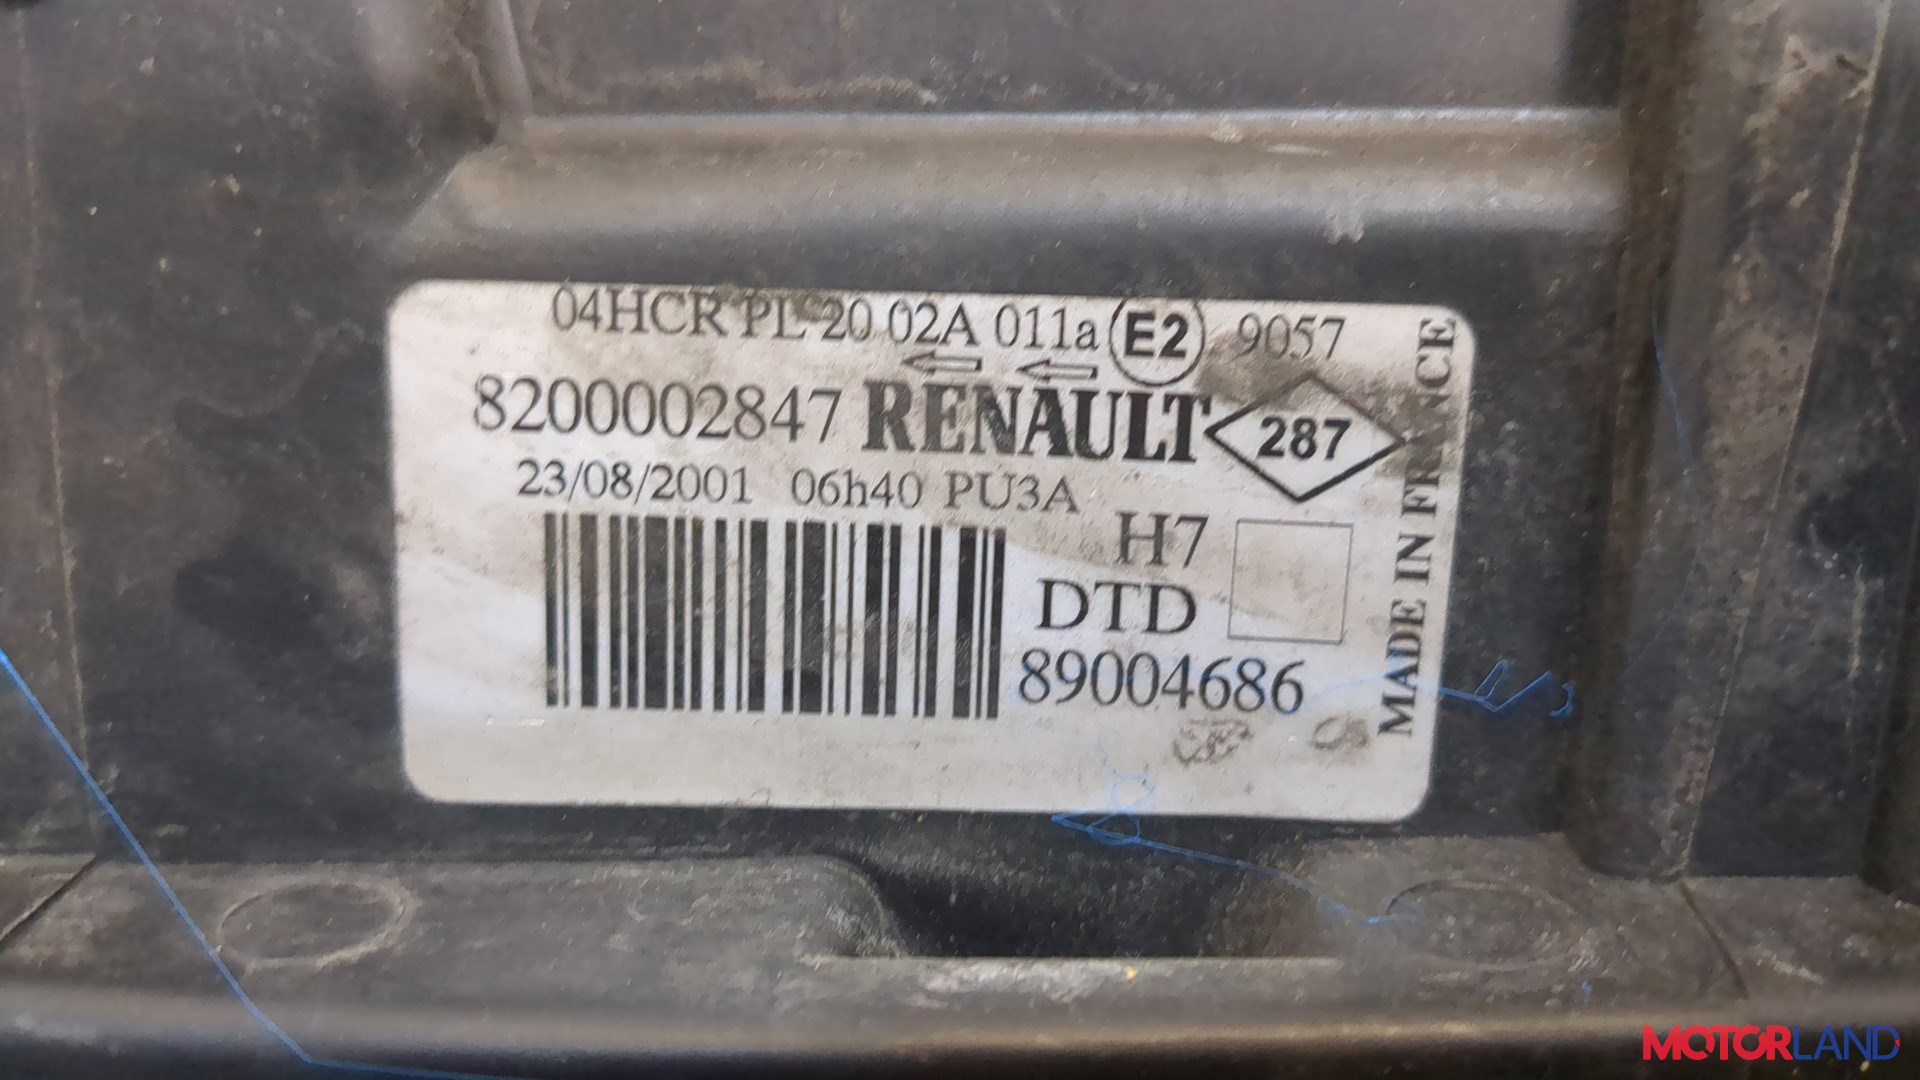 04HCR PL 20 02A 011a E2 9057
8200002847 RENAULT 287
23/08/2001 06h40 PU3A
H7
DTD
89004686
MADE IN FRANCE
MOTORLAND